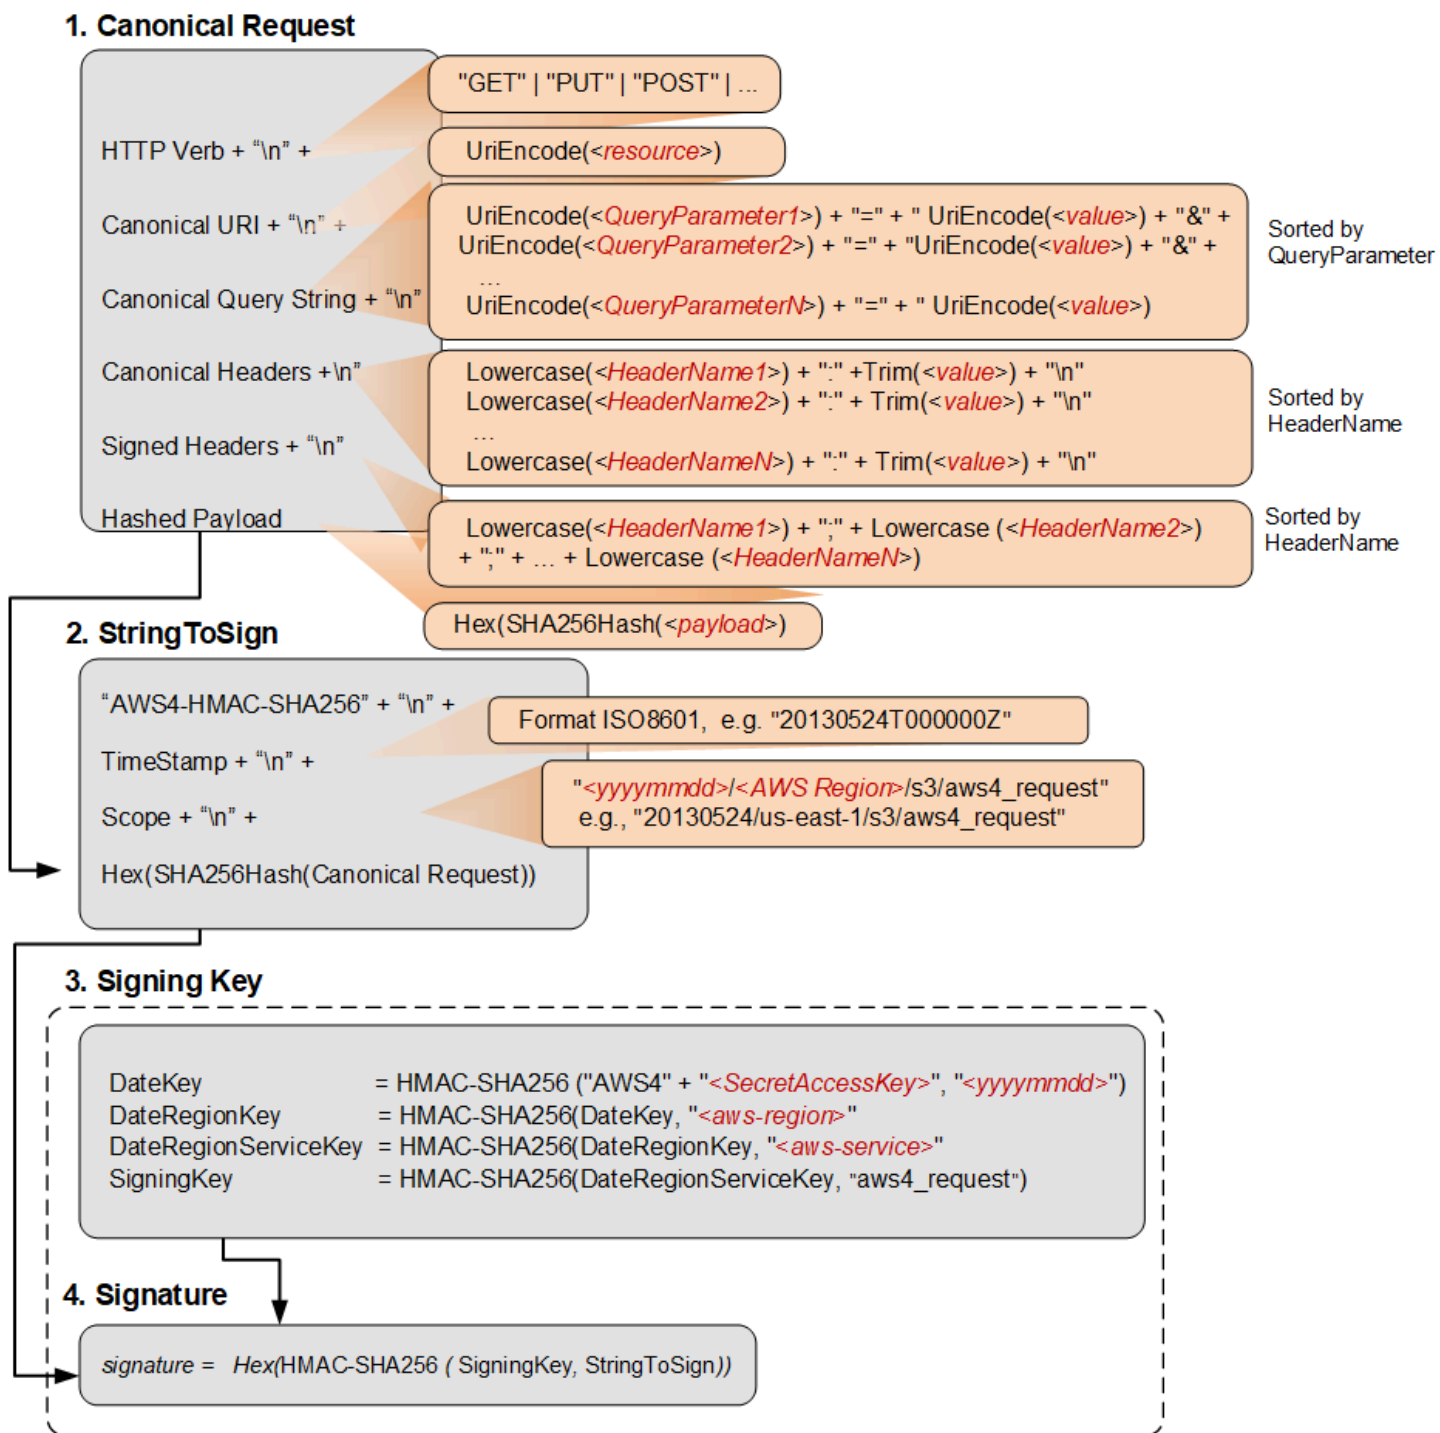 1. Canonical Request
"GET" | "PUT" | "POST" | ...
HTTP Verb + “\n” +
UriEncode(<resource>)
Canonical URI + “\n” +
UriEncode(<QueryParameter1>) + "=" + " UriEncode(<value>) + "&" +
UriEncode(<QueryParameter2>) + "=" + "UriEncode(<value>) + "&" +
...
UriEncode(<QueryParameterN>) + "=" + " UriEncode(<value>)
Sorted by
QueryParameter
Canonical Query String + “\n”
Canonical Headers +\n”
Lowercase(<HeaderName1>) + ":" +Trim(<value>) + "\n"
Lowercase(<HeaderName2>) + ":" + Trim(<value>) + "\n"
...
Lowercase(<HeaderNameN>) + ":" + Trim(<value>) + "\n"
Sorted by
HeaderName
Signed Headers + “\n”
Hashed Payload
Lowercase(<HeaderName1>) + ";" + Lowercase (<HeaderName2>)
+ ";" + ... + Lowercase (<HeaderNameN>)
Sorted by
HeaderName
Hex(SHA256Hash(<payload>)
2. StringToSign
“AWS4-HMAC-SHA256” + “\n” +
Format ISO8601, e.g. "20130524T000000Z"
TimeStamp + “\n” +
"<yyyymmdd>/<AWS Region>/s3/aws4_request"
e.g., "20130524/us-east-1/s3/aws4_request"
Scope + “\n” +
Hex(SHA256Hash(Canonical Request))
3. Signing Key
DateKey = HMAC-SHA256 ("AWS4" + "<SecretAccessKey>", "<yyyymmdd>")
DateRegionKey = HMAC-SHA256(DateKey, "<aws-region>"
DateRegionServiceKey = HMAC-SHA256(DateRegionKey, "<aws-service>"
SigningKey = HMAC-SHA256(DateRegionServiceKey, "aws4_request")
4. Signature
signature = Hex(HMAC-SHA256 ( SigningKey, StringToSign))